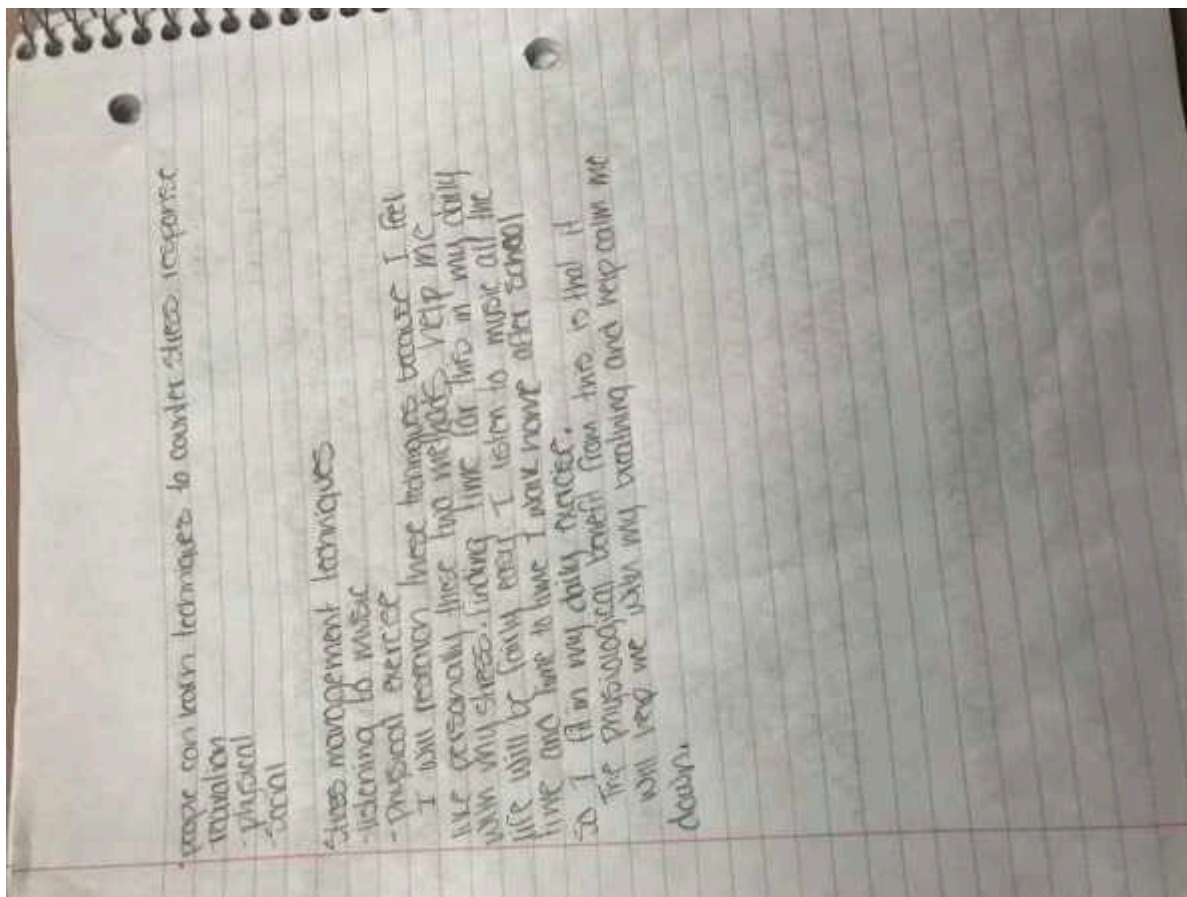 - people can learn techniques to counter stress response
- relaxation
- physical
- social
Stress management techniques
- listening to music
- physical exercise
I will research these techniques because I feel
like personally these two methods help me
with my stress. Finding time for this in my daily
life will be fairly easy I listen to music all the
time and time to time I walk home after school
so I fit in my daily exercise.
The physiological benefit from this is that it
will help me with my breathing and help calm me
down.